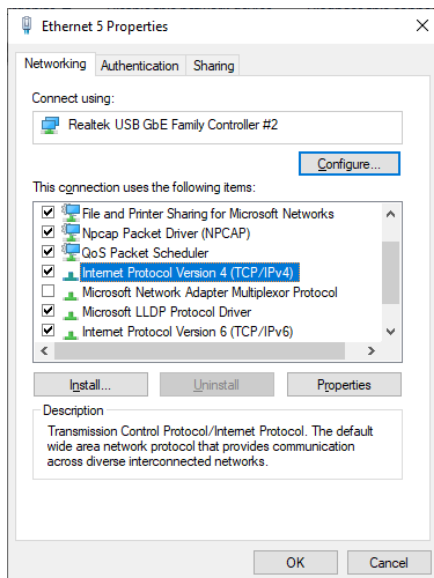 Ethernet 5 Properties
Networking
Authentication
Sharing
Connect using:
Realtek USB GbE Family Controller #2
Configure...
This connection uses the following items:
File and Printer Sharing for Microsoft Networks
Npcap Packet Driver (NPCAP)
QoS Packet Scheduler
Internet Protocol Version 4 (TCP/IPv4)
Microsoft Network Adapter Multiplexor Protocol
Microsoft LLDP Protocol Driver
Internet Protocol Version 6 (TCP/IPv6)
Install...
Uninstall
Properties
Description
Transmission Control Protocol/Internet Protocol. The default
wide area network protocol that provides communication
across diverse interconnected networks.
OK
Cancel